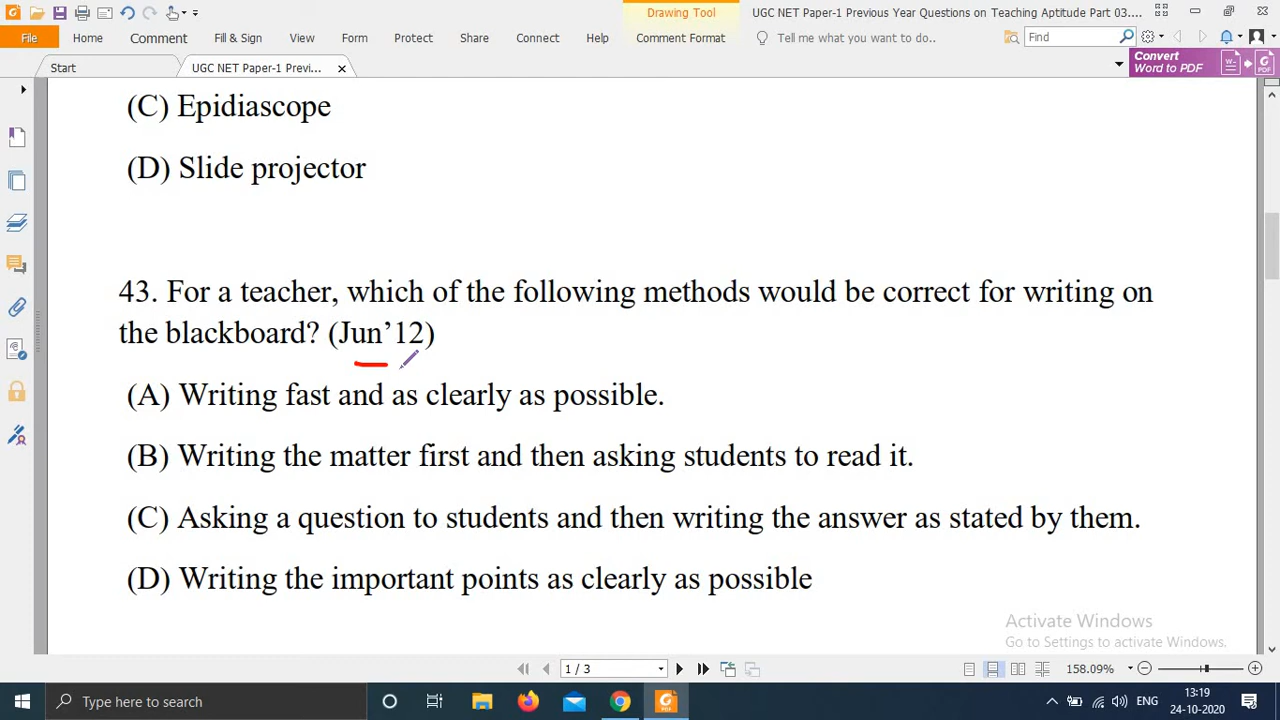 Drawing Tool
UGC NET Paper-1 Previous Year Questions on Teaching Aptitude Part 03....
File Home Comment Fill & Sign View Form Protect Share Connect Help Comment Format Tell me what you want to do.. Find
Start UGC NET Paper-1 Previ...
Convert
Word to PDF
(C) Epidiascope
(D) Slide projector
43. For a teacher, which of the following methods would be correct for writing on
the blackboard? (Jun’12)
(A) Writing fast and as clearly as possible.
(B) Writing the matter first and then asking students to read it.
(C) Asking a question to students and then writing the answer as stated by them.
(D) Writing the important points as clearly as possible
Activate Windows
Go to Settings to activate Windows.
1 / 3 158.09%
Type here to search
ENG
13:19
24-10-2020